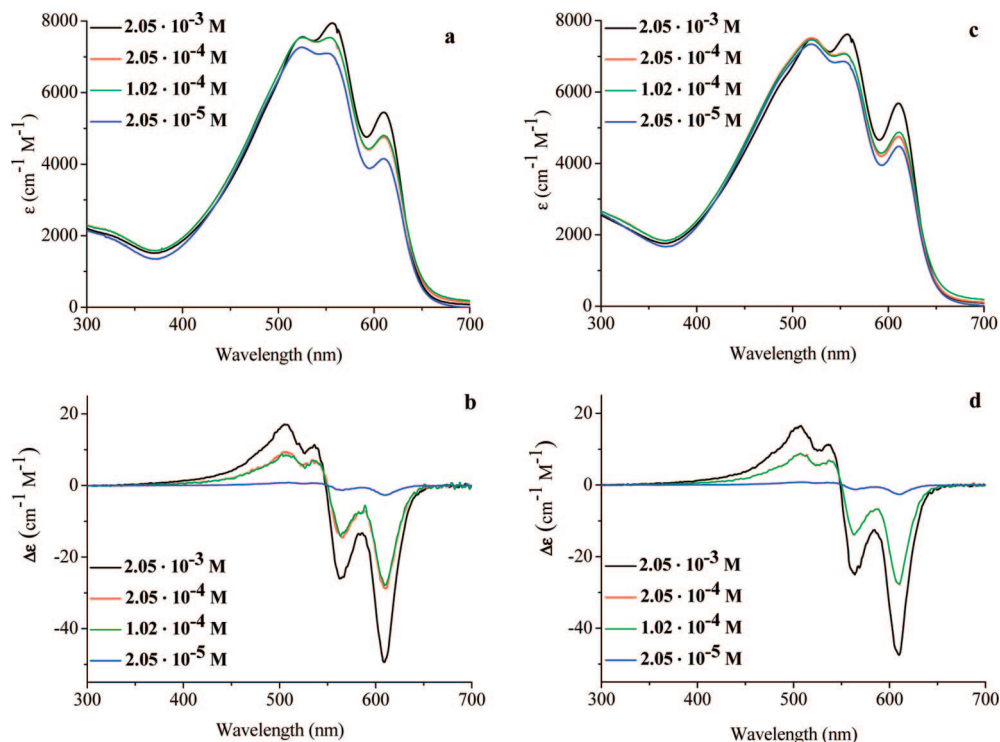 a
2.05 · 10⁻³ M
2.05 · 10⁻⁴ M
1.02 · 10⁻⁴ M
2.05 · 10⁻⁵ M
8000
6000
4000
2000
0
ε (cm⁻¹ M⁻¹)
300 400 500 600 700
Wavelength (nm)
c
2.05 · 10⁻³ M
2.05 · 10⁻⁴ M
1.02 · 10⁻⁴ M
2.05 · 10⁻⁵ M
8000
6000
4000
2000
0
ε (cm⁻¹ M⁻¹)
300 400 500 600 700
Wavelength (nm)
b
20
0
-20
-40
Δε (cm⁻¹ M⁻¹)
2.05 · 10⁻³ M
2.05 · 10⁻⁴ M
1.02 · 10⁻⁴ M
2.05 · 10⁻⁵ M
300 400 500 600 700
Wavelength (nm)
d
20
0
-20
-40
Δε (cm⁻¹ M⁻¹)
2.05 · 10⁻³ M
2.05 · 10⁻⁴ M
1.02 · 10⁻⁴ M
2.05 · 10⁻⁵ M
300 400 500 600 700
Wavelength (nm)